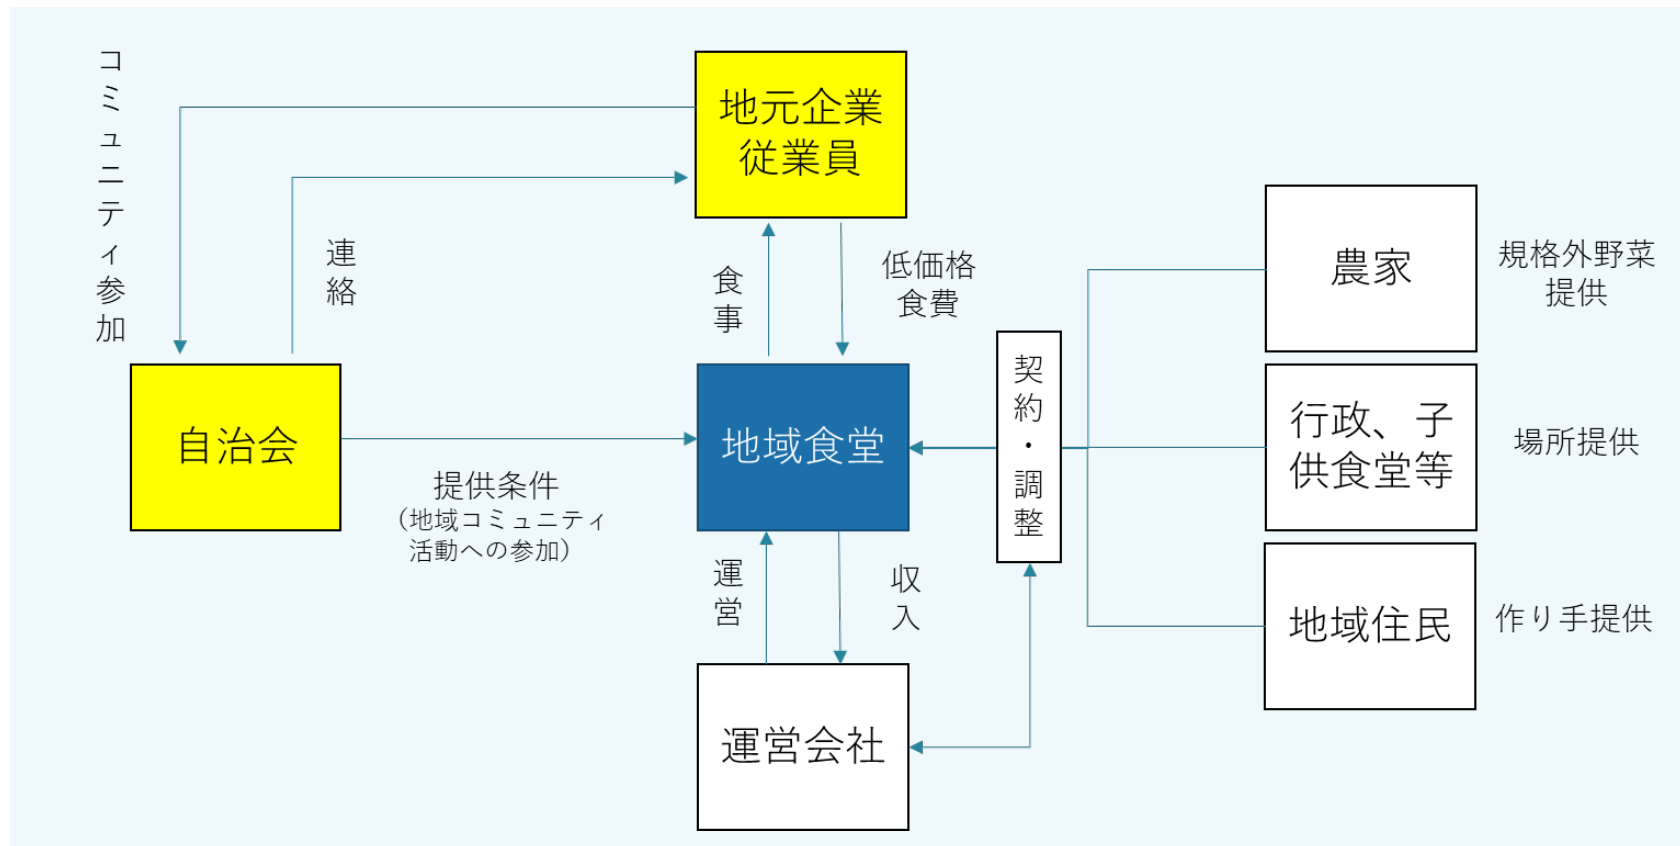 コミュニティ参加
地元企業
従業員
連絡
食事
低価格
食費
農家
規格外野菜
提供
契約・調整
自治会
地域食堂
行政、子
供食堂等
場所提供
提供条件
（地域コミュニティ
活動への参加）
運営
収入
地域住民
作り手提供
運営会社